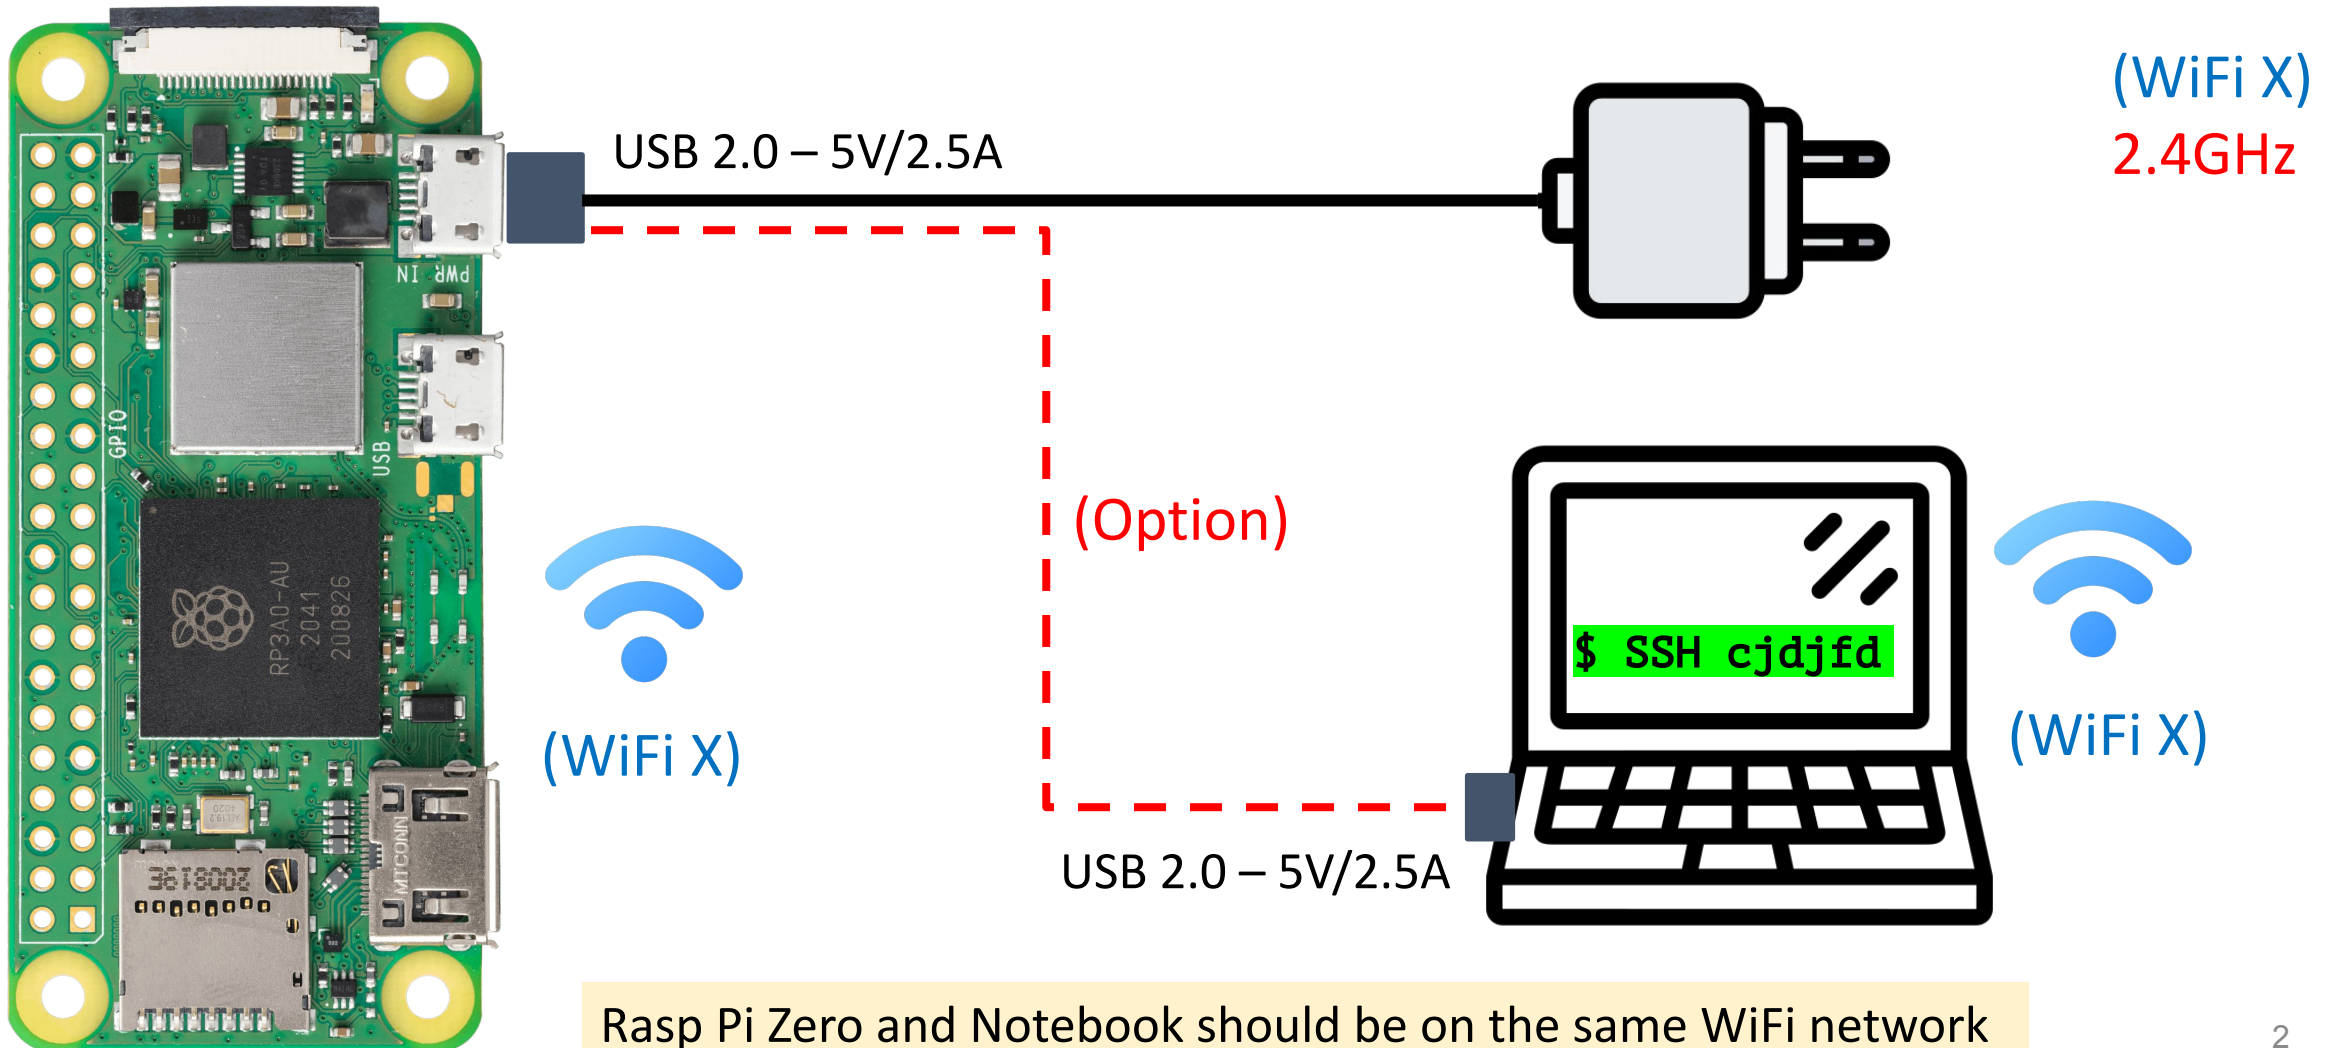 (WiFi X)
2.4GHz
USB 2.0 – 5V/2.5A
PWR IN
GPIO
USB
(Option)
RP3A0-AU
2041
200826
$ SSH cjdjfd
(WiFi X)
(WiFi X)
MTCONN
USB 2.0 – 5V/2.5A
Rasp Pi Zero and Notebook should be on the same WiFi network
2